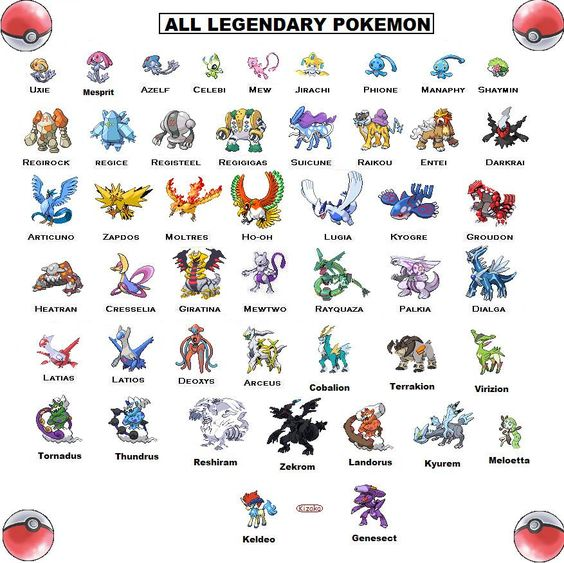 ALL LEGENDARY POKEMON
Uxie Mesprit Azelf Celebi Mew Jirachi Phione Manaphy Shaymin
Regirock regice Registeel Regigigas Suicune Raikou Entei Darkrai
Articuno Zapdos Moltres Ho-oh Lugia Kyogre Groudon
Heatran Cresselia Giratina Mewtwo Rayquaza Palkia Dialga
Latias Latios Deoxys Arceus Cobalion Terrakion Virizion
Tornadus Thundrus Reshiram Zekrom Landorus Kyurem Meloetta
Keldeo Genesect